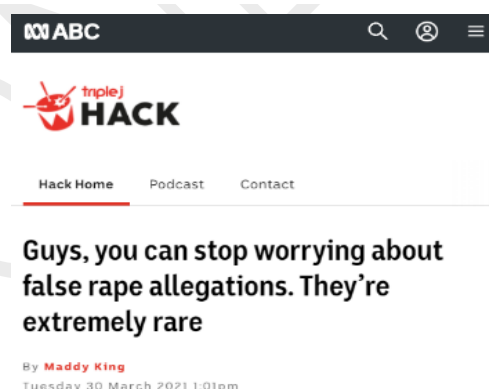 ABC
triple j
HACK
Hack Home Podcast Contact
Guys, you can stop worrying about
false rape allegations. They're
extremely rare
By Maddy King
Tuesday 30 March 2021 1:01pm